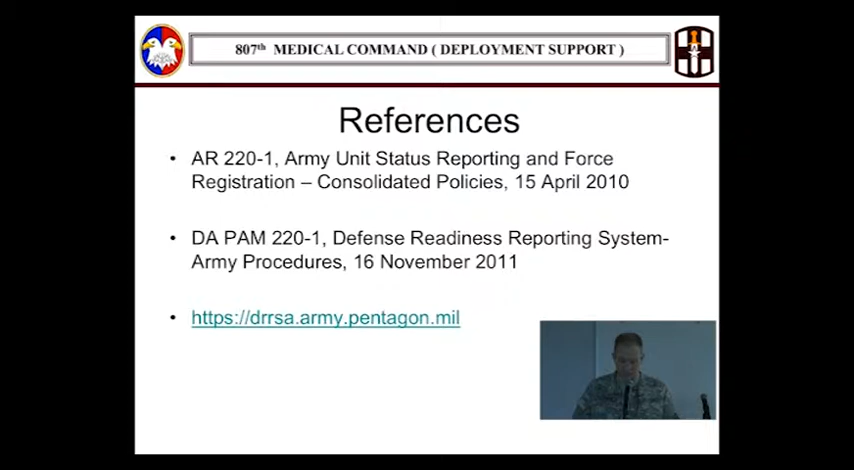 807th MEDICAL COMMAND ( DEPLOYMENT SUPPORT )
References
• AR 220-1, Army Unit Status Reporting and Force
Registration – Consolidated Policies, 15 April 2010
• DA PAM 220-1, Defense Readiness Reporting System-
Army Procedures, 16 November 2011
• https://drrsa.army.pentagon.mil